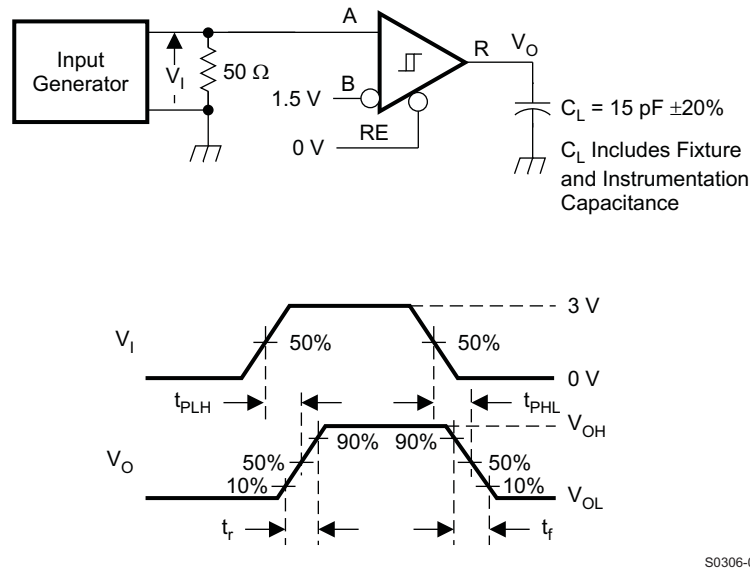 Input
Generator
V_I
50 Ω
A
B
1.5 V
RE
0 V
R
V_O
C_L = 15 pF ±20%
C_L Includes Fixture
and Instrumentation
Capacitance
V_I
50%
50%
3 V
0 V
t_PLH
t_PHL
V_O
90%
90%
50%
50%
10%
10%
V_OH
V_OL
t_r
t_f